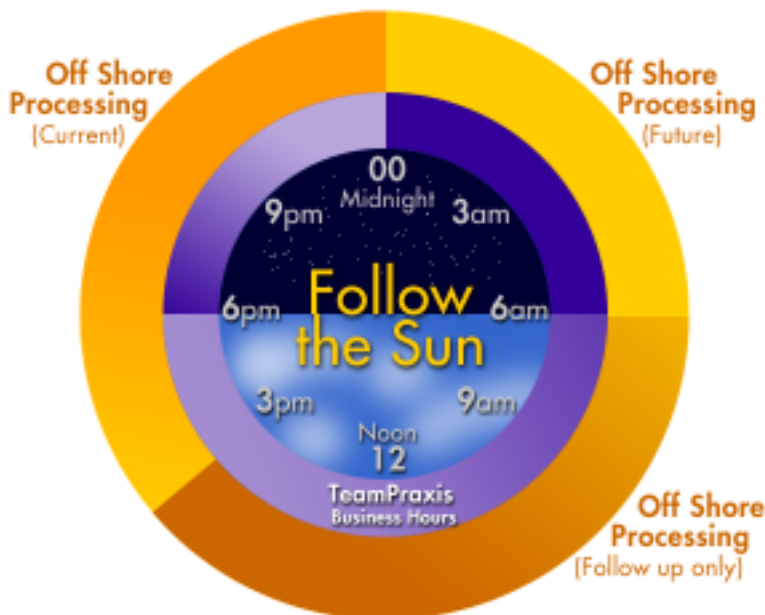 Off Shore
Processing
(Current)
Off Shore
Processing
(Future)
00
Midnight
9pm
3am
6pm
Follow
the Sun
6am
3pm
9am
Noon
12
TeamPraxis
Business Hours
Off Shore
Processing
(Follow up only)